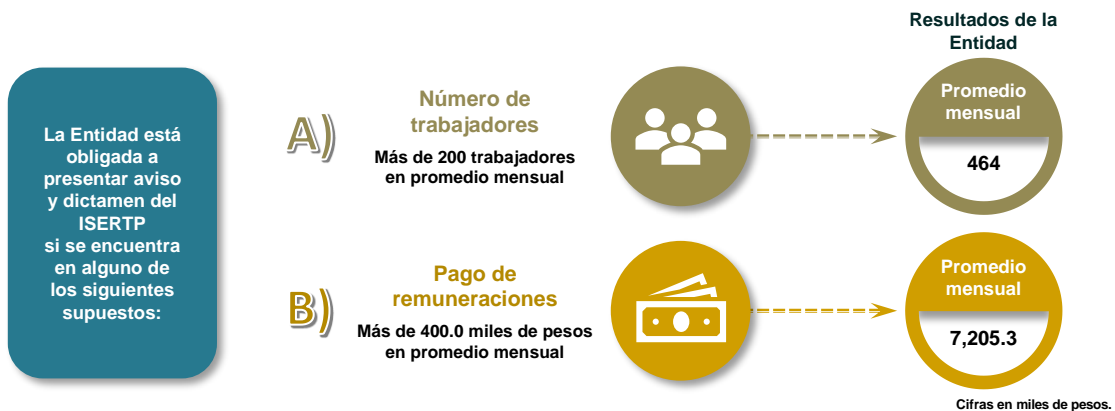 Resultados de la
Entidad
La Entidad está
obligada a
presentar aviso
y dictamen del
ISERTP
si se encuentra
en alguno de
los siguientes
supuestos:
A)
Número de
trabajadores
Más de 200 trabajadores
en promedio mensual
Promedio
mensual
464
B)
Pago de
remuneraciones
Más de 400.0 miles de pesos
en promedio mensual
Promedio
mensual
7,205.3
Cifras en miles de pesos.